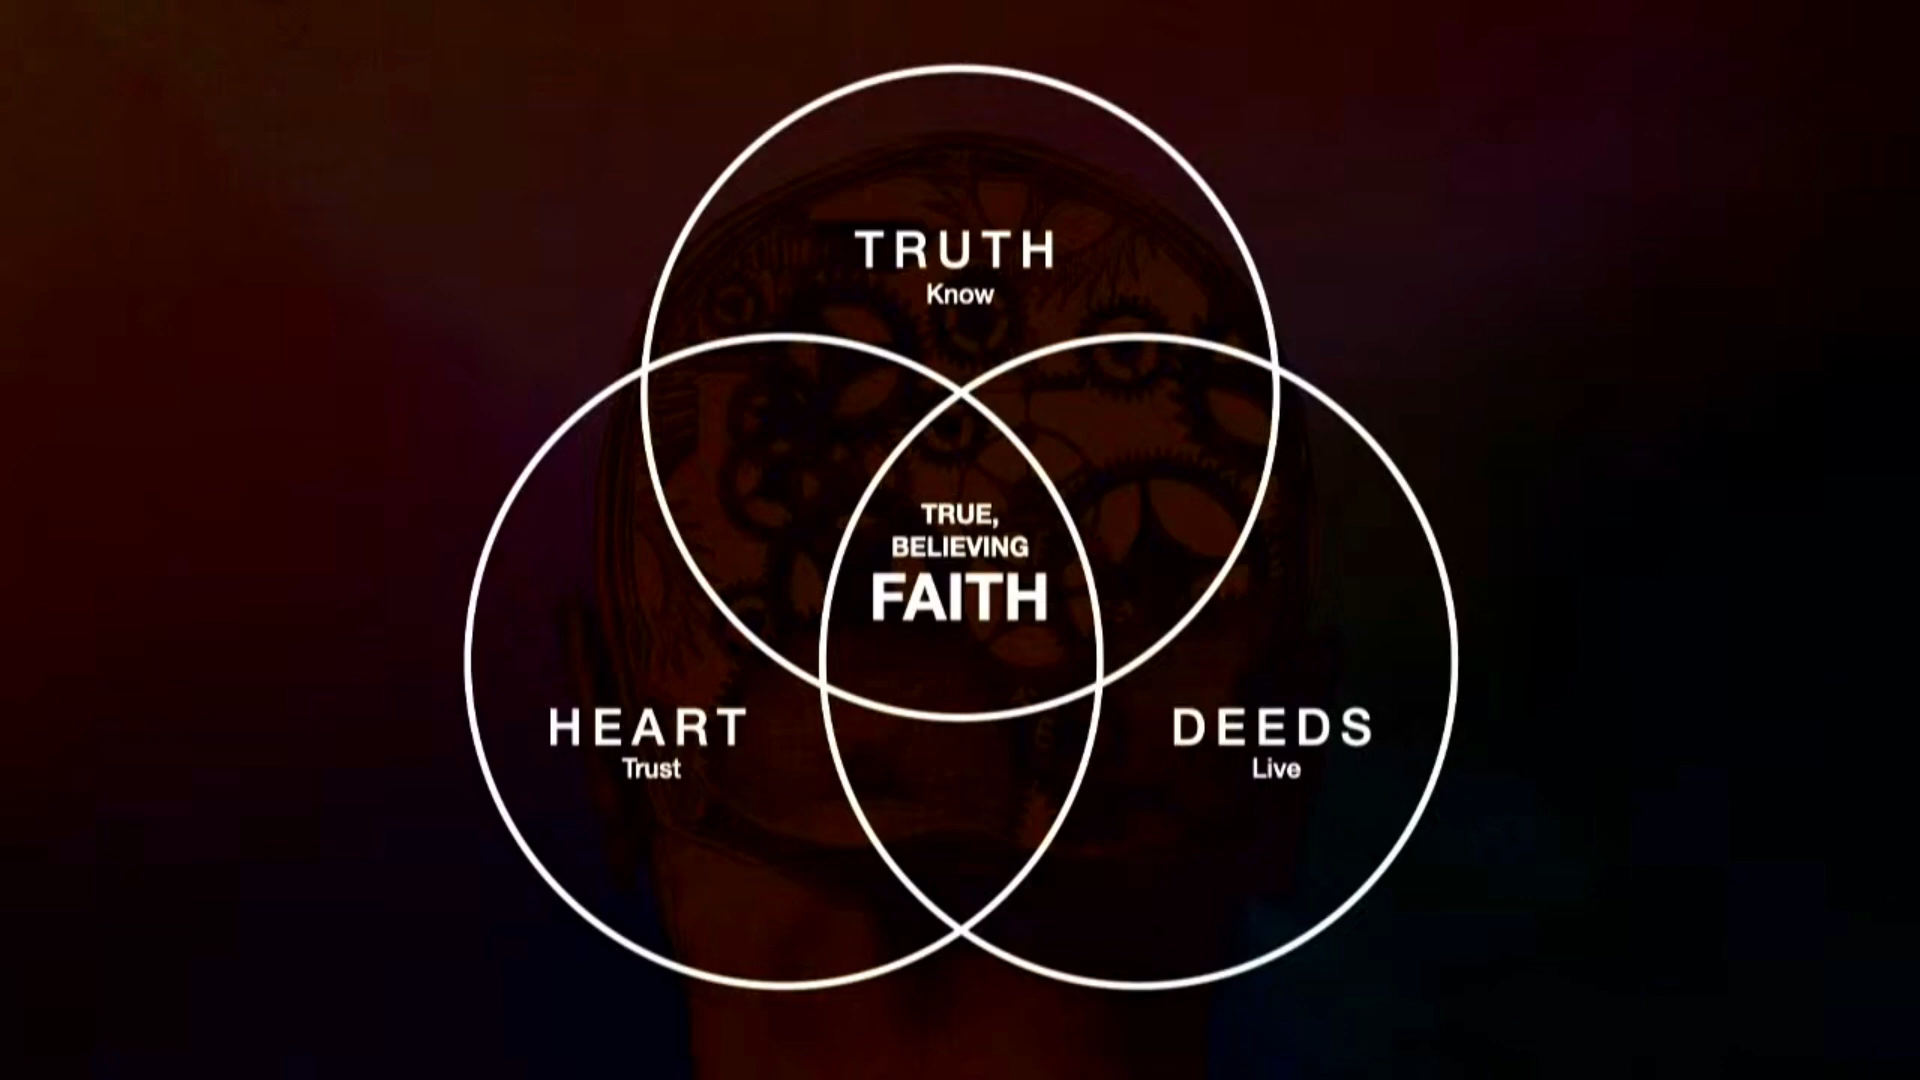 TRUTH
Know
TRUE,
BELIEVING
FAITH
HEART
Trust
DEEDS
Live